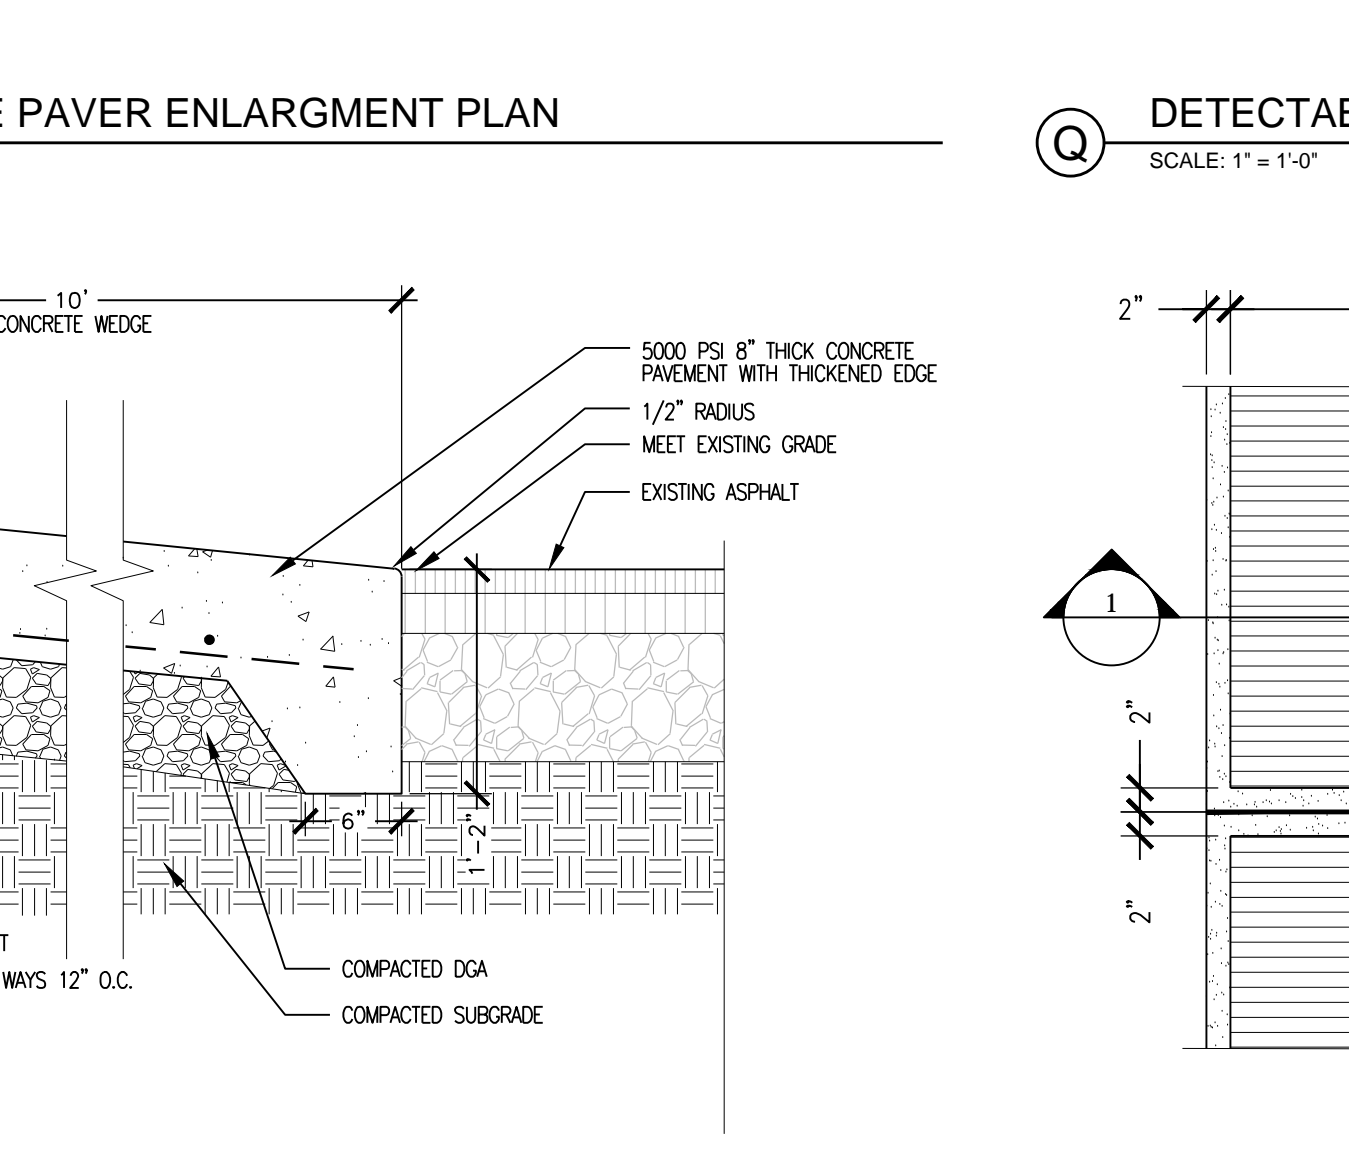 PAVER ENLARGMENT PLAN
Q
DETECTAB
SCALE: 1" = 1'-0"
10'
CONCRETE WEDGE
5000 PSI 8" THICK CONCRETE
PAVEMENT WITH THICKENED EDGE
1/2" RADIUS
MEET EXISTING GRADE
EXISTING ASPHALT
2"
1
2"
2"
6"
1'-2"
WAYS 12" O.C.
COMPACTED DGA
COMPACTED SUBGRADE